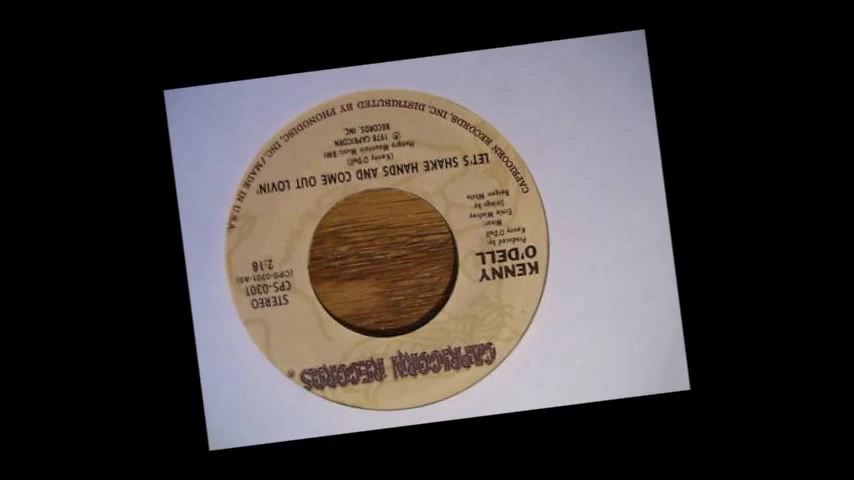 CAPRICORN RECORDS®
STEREO
CPS-0301
(CPS-0301-AS)
2:18
KENNY
O'DELL
Produced by:
Kenny O'Dell
Mixer:
Ernie Winfrey
Strings by
Bergen White
LET'S SHAKE HANDS AND COME OUT LOVIN'
(Kenny O'Dell)
Hungry Mountain Music BMI
℗ 1978 CAPRICORN
RECORDS, INC.
CAPRICORN RECORDS, INC. DISTRIBUTED BY PHONODISC, INC. / MADE IN U.S.A.